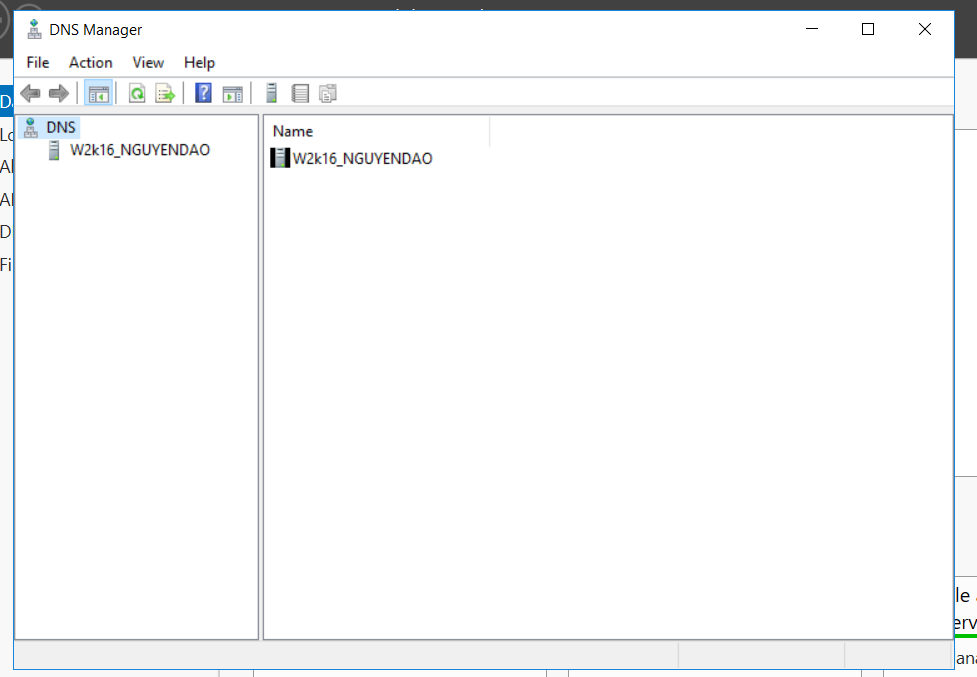 DNS Manager
File Action View Help
DNS
W2k16_NGUYENDAO
Name
W2k16_NGUYENDAO